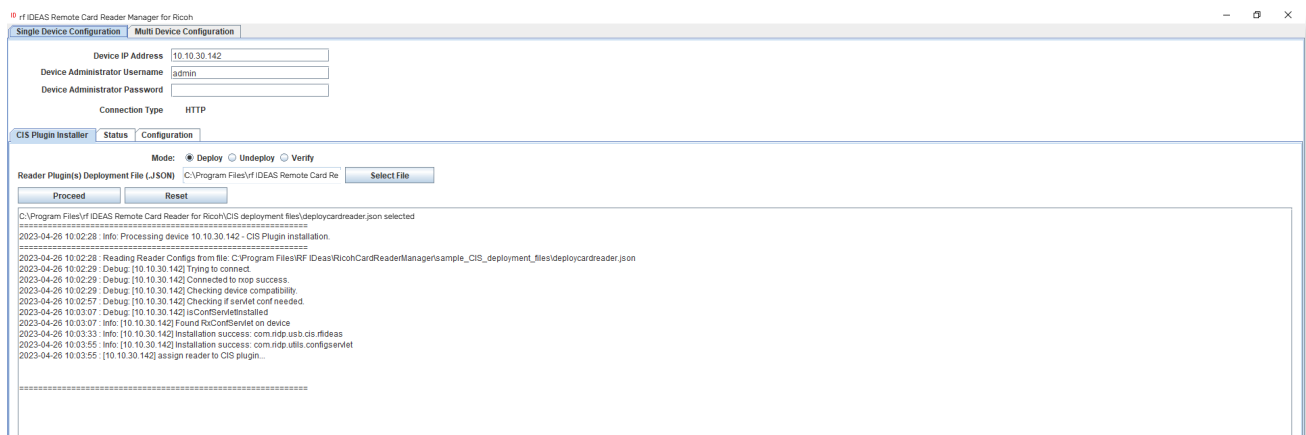 rf IDEAS Remote Card Reader Manager for Ricoh
Single Device Configuration Multi Device Configuration
Device IP Address 10.10.30.142
Device Administrator Username admin
Device Administrator Password
Connection Type HTTP
CIS Plugin Installer Status Configuration
Mode: Deploy Undeploy Verify
Reader Plugin(s) Deployment File (.JSON) C:\Program Files\rf IDEAS Remote Card Re Select File
Proceed Reset
C:\Program Files\rf IDEAS Remote Card Reader for Ricoh\CIS deployment files\deploycardreader.json selected
=============================================================
2023-04-26 10:02:28 : Info: Processing device 10.10.30.142 - CIS Plugin installation.
=============================================================
2023-04-26 10:02:28 : Reading Reader Configs from file: C:\Program Files\RF IDeas\RicohCardReaderManager\sample_CIS_deployment_files\deploycardreader.json
2023-04-26 10:02:29 : Debug: [10.10.30.142] Trying to connect.
2023-04-26 10:02:29 : Debug: [10.10.30.142] Connected to rxop success.
2023-04-26 10:02:29 : Debug: [10.10.30.142] Checking device compatibility.
2023-04-26 10:02:57 : Debug: [10.10.30.142] Checking if servlet conf needed.
2023-04-26 10:03:07 : Debug: [10.10.30.142] isConfServletInstalled
2023-04-26 10:03:07 : Info: [10.10.30.142] Found RxConfServlet on device
2023-04-26 10:03:33 : Info: [10.10.30.142] Installation success: com.ridp.usb.cis.rfideas
2023-04-26 10:03:55 : Info: [10.10.30.142] Installation success: com.ridp.utils.configservlet
2023-04-26 10:03:55 : [10.10.30.142] assign reader to CIS plugin...
=============================================================